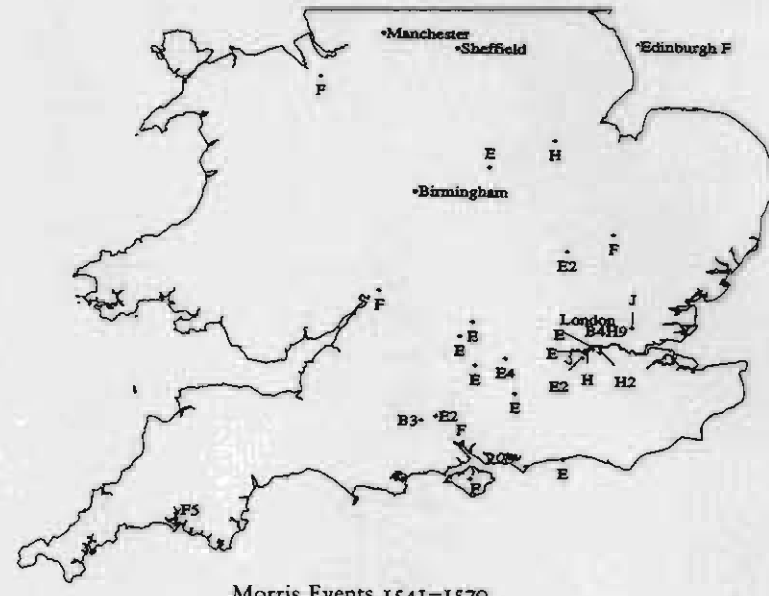 Manchester
Sheffield
Edinburgh F
F
E
H
Birmingham
E2
F
F
J
London
B4H9
E
E
E
E
E
E4
E2
H
H2
E
B3
E2
F
E
F5
Morris Events 1541–1570